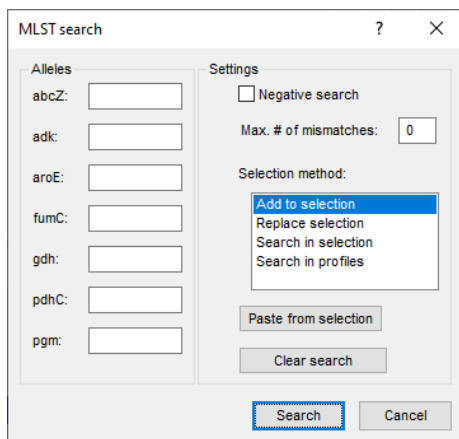 MLST search
?
Alleles
abcZ:
adk:
aroE:
fumC:
gdh:
pdhC:
pgm:
Settings
Negative search
Max. # of mismatches: 0
Selection method:
Add to selection
Replace selection
Search in selection
Search in profiles
Paste from selection
Clear search
Search Cancel